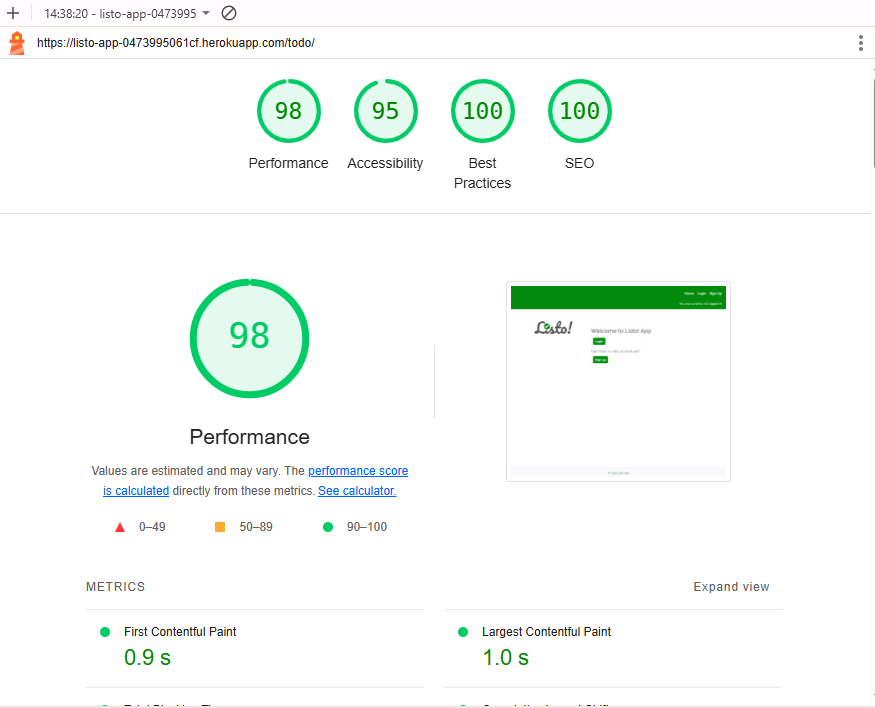 14:38:20 - listo-app-0473995
https://listo-app-0473995061cf.herokuapp.com/todo/
98 95 100 100
Performance Accessibility Best Practices SEO
98
Performance
Values are estimated and may vary. The performance score
is calculated directly from these metrics. See calculator.
0–49 50–89 90–100
Home Login Sign Up
Listo!
Welcome to Listo! App
Login
Sign Up
METRICS
Expand view
First Contentful Paint
0.9 s
Largest Contentful Paint
1.0 s